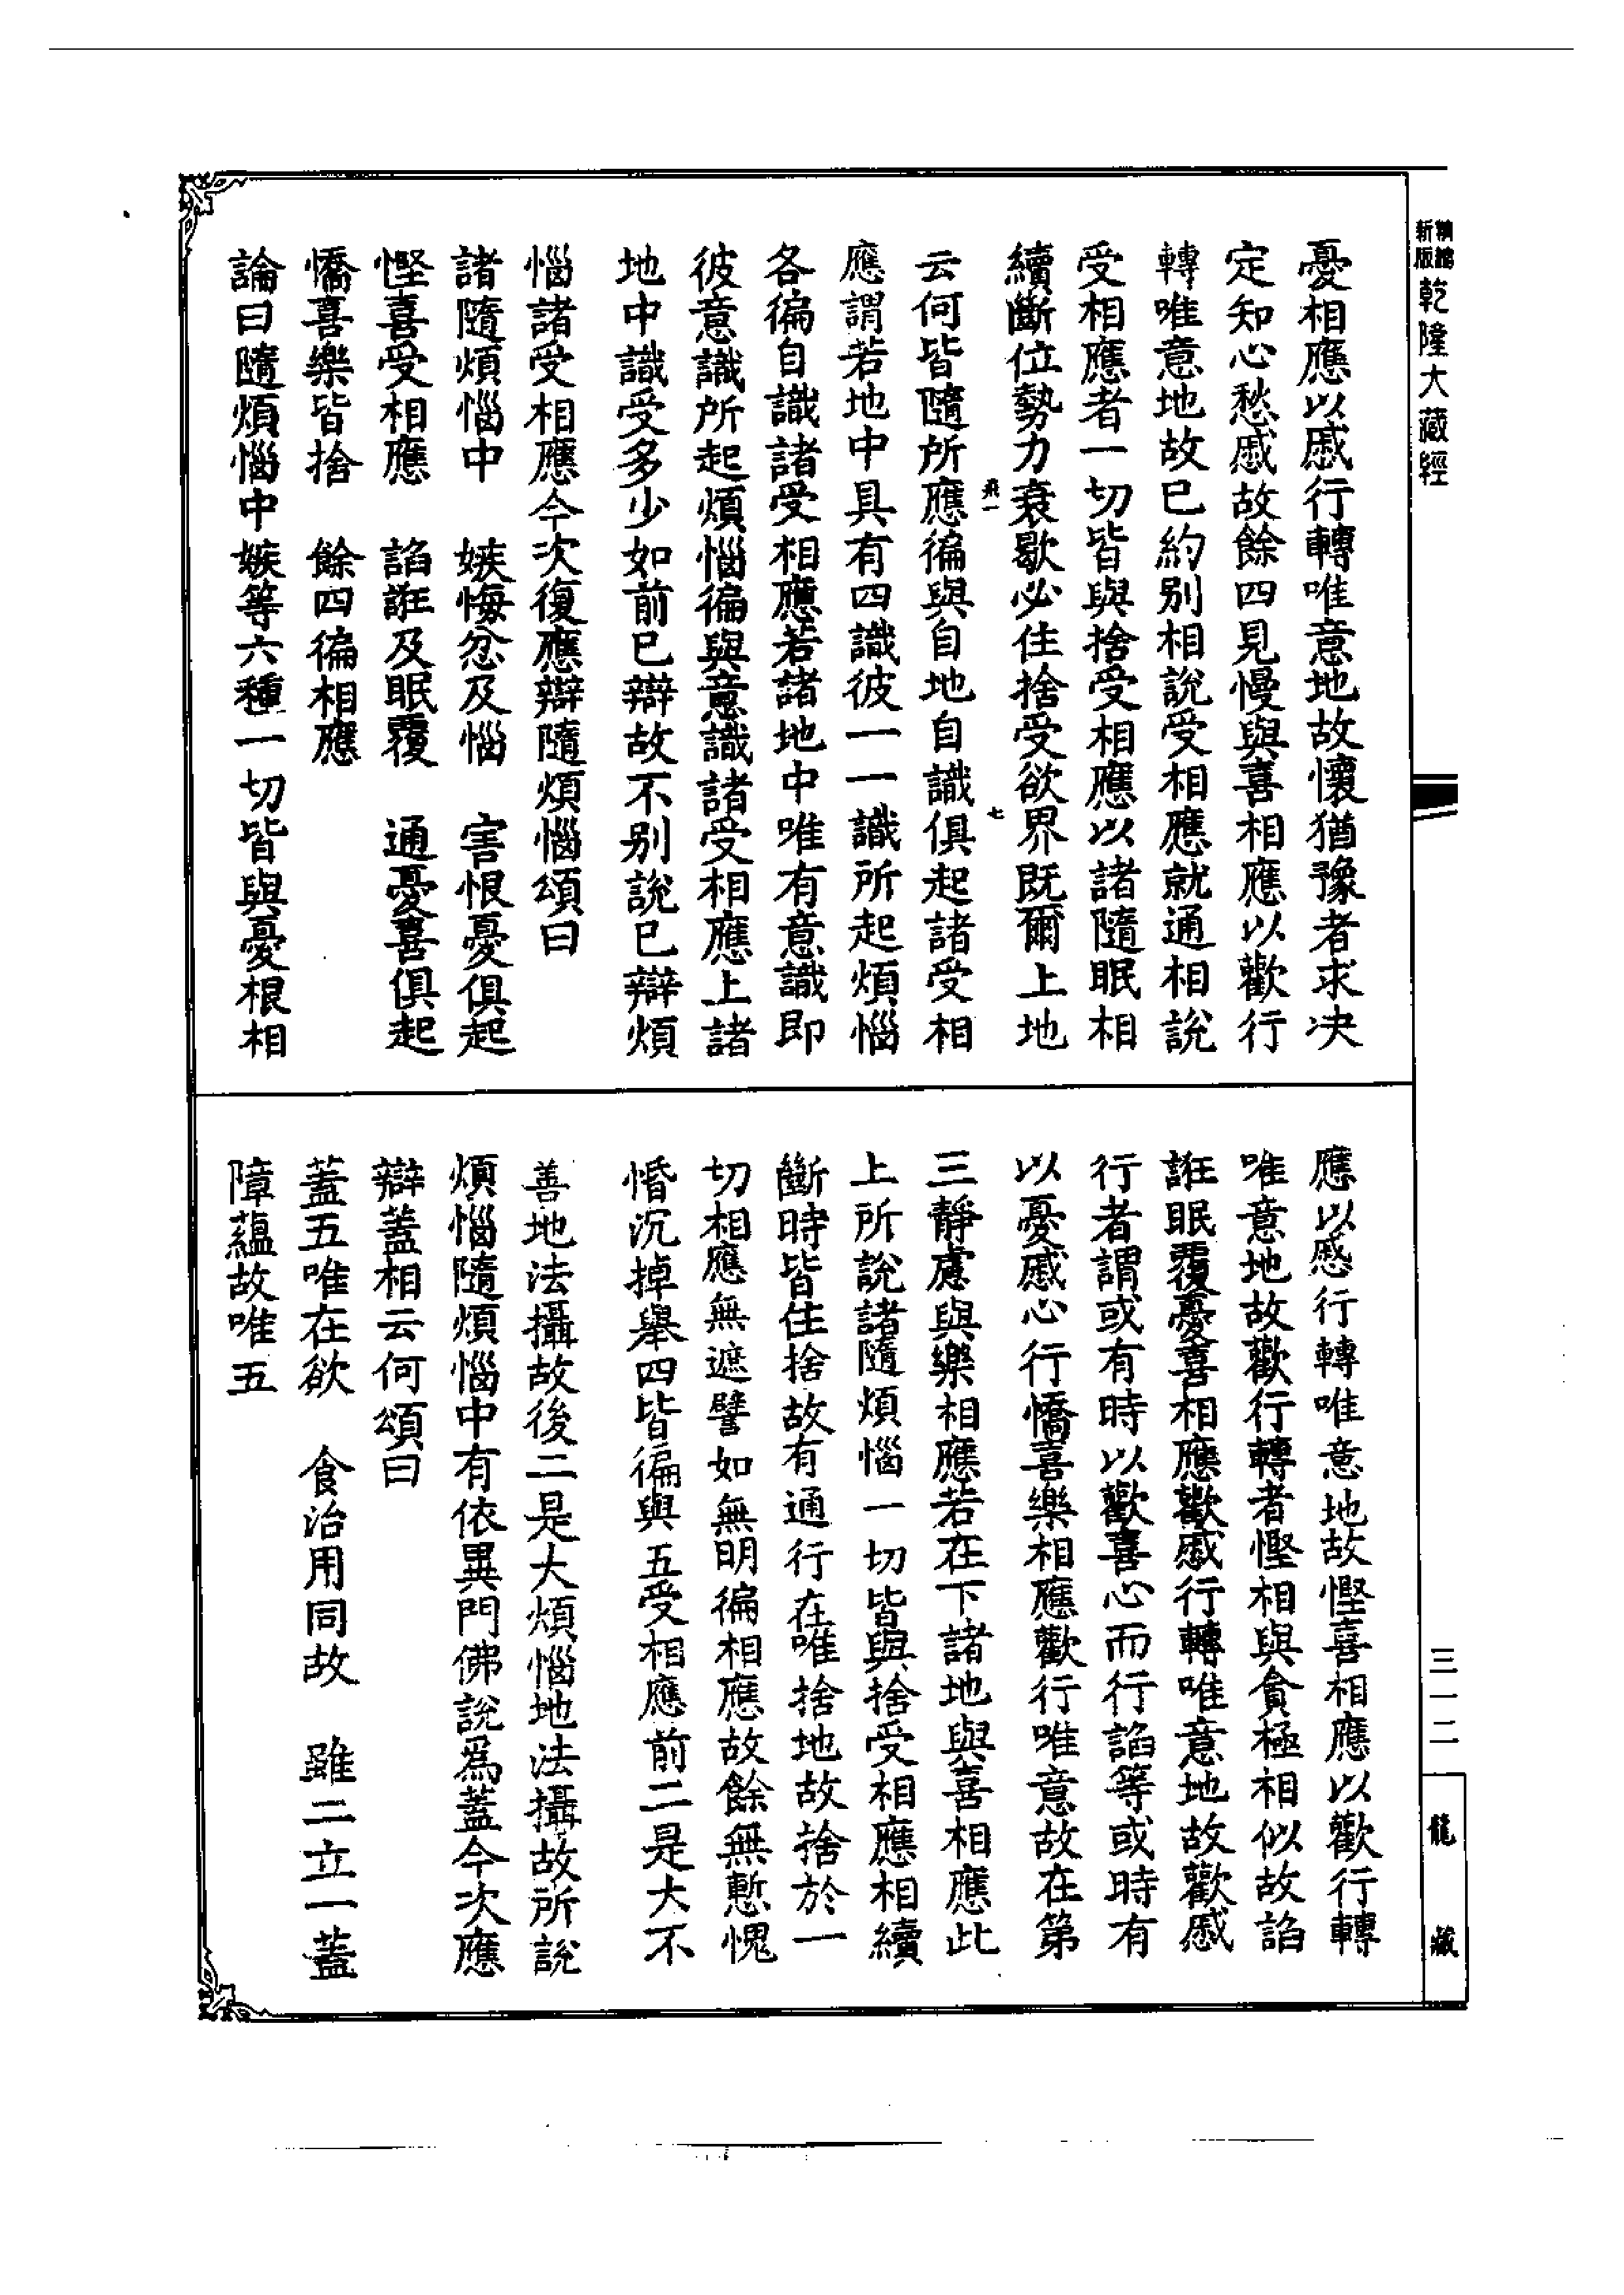 新版 乾隆大藏經
憂相應以慼行轉唯意地故懷猶豫者求決
定知心愁慼故餘四見慢與喜相應以歡行
轉唯意地故已約別相說受相應就通相說
受相應者一切皆與捨受相應以諸隨眠相
續斷位勢力衰歇必住捨受欲界既爾上地
七
云何皆隨所應徧與自地自識俱起諸受相
應謂若地中具有四識彼一一識所起煩惱
各徧自識諸受相應若諸地中唯有意識即
彼意識所起煩惱徧與意識諸受相應上諸
地中識受多少如前已辯故不別說已辯煩
惱諸受相應今次復應辯隨煩惱頌曰
諸隨煩惱中 嫉悔忿及惱 害恨憂俱起
慳喜受相應 諂誑及眠覆 通憂喜俱起
憍喜樂皆捨 餘四徧相應
論曰隨煩惱中嫉等六種一切皆與憂根相
應以慼行轉唯意地故慳喜相應以歡行轉
唯意地故歡行轉者慳相與貪極相似故諂
誑眠覆憂喜相應歡慼行轉唯意地故歡慼
行者謂或有時以歡喜心而行諂等或時有
以憂慼心行憍喜樂相應歡行唯意故在第
三靜慮與樂相應若在下諸地與喜相應此
上所說諸隨煩惱一切皆與捨受相應相續
斷時皆住捨故有通行在唯捨地故捨於一
切相應無遮譬如無明徧相應故餘無慙愧
惛沉掉舉四皆徧與五受相應前二是大不
善地法攝故後二是大煩惱地法攝故所說
煩惱隨煩惱中有依異門佛說為蓋今次應
辯蓋相云何頌曰
蓋五唯在欲 食治用同故 雖二立一蓋
障蘊故唯五
三一二
龍藏